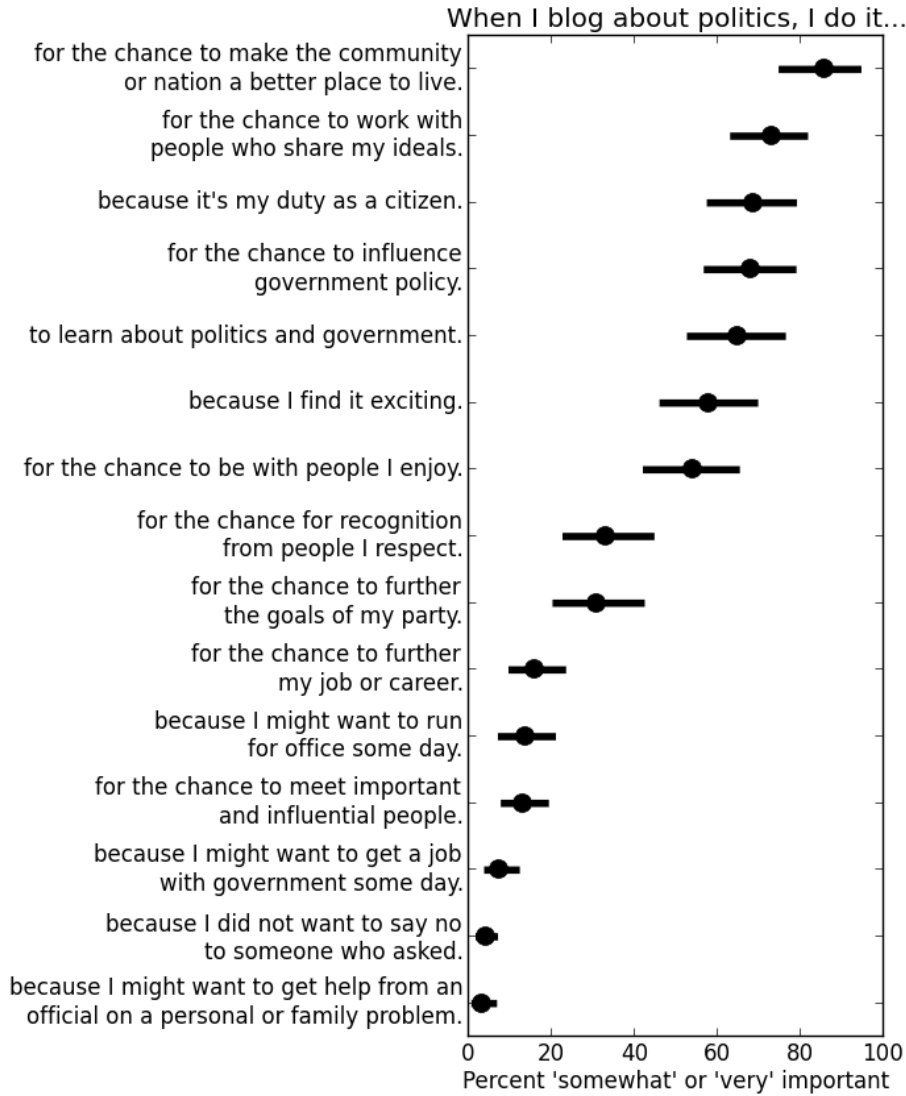 When I blog about politics, I do it...
for the chance to make the community
or nation a better place to live.
for the chance to work with
people who share my ideals.
because it's my duty as a citizen.
for the chance to influence
government policy.
to learn about politics and government.
because I find it exciting.
for the chance to be with people I enjoy.
for the chance for recognition
from people I respect.
for the chance to further
the goals of my party.
for the chance to further
my job or career.
because I might want to run
for office some day.
for the chance to meet important
and influential people.
because I might want to get a job
with government some day.
because I did not want to say no
to someone who asked.
because I might want to get help from an
official on a personal or family problem.
0 20 40 60 80 100
Percent 'somewhat' or 'very' important